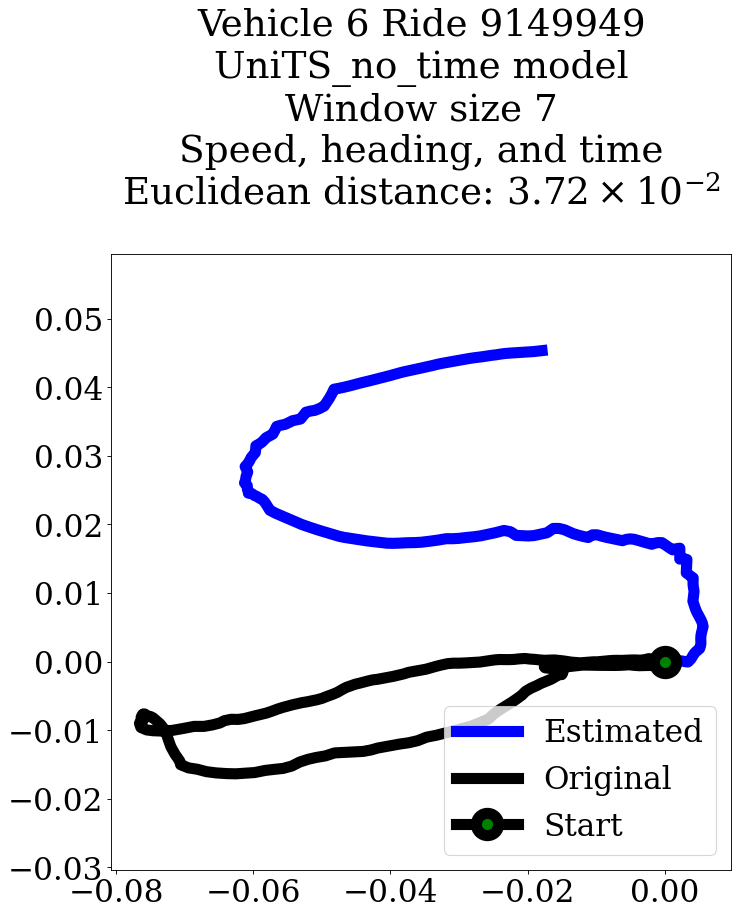 Vehicle 6 Ride 9149949
UniTS_no_time model
Window size 7
Speed, heading, and time
Euclidean distance: 3.72 × 10⁻²
0.05
0.04
0.03
0.02
0.01
0.00
−0.01
−0.02
−0.03
Estimated
Original
Start
−0.08 −0.06 −0.04 −0.02 0.00